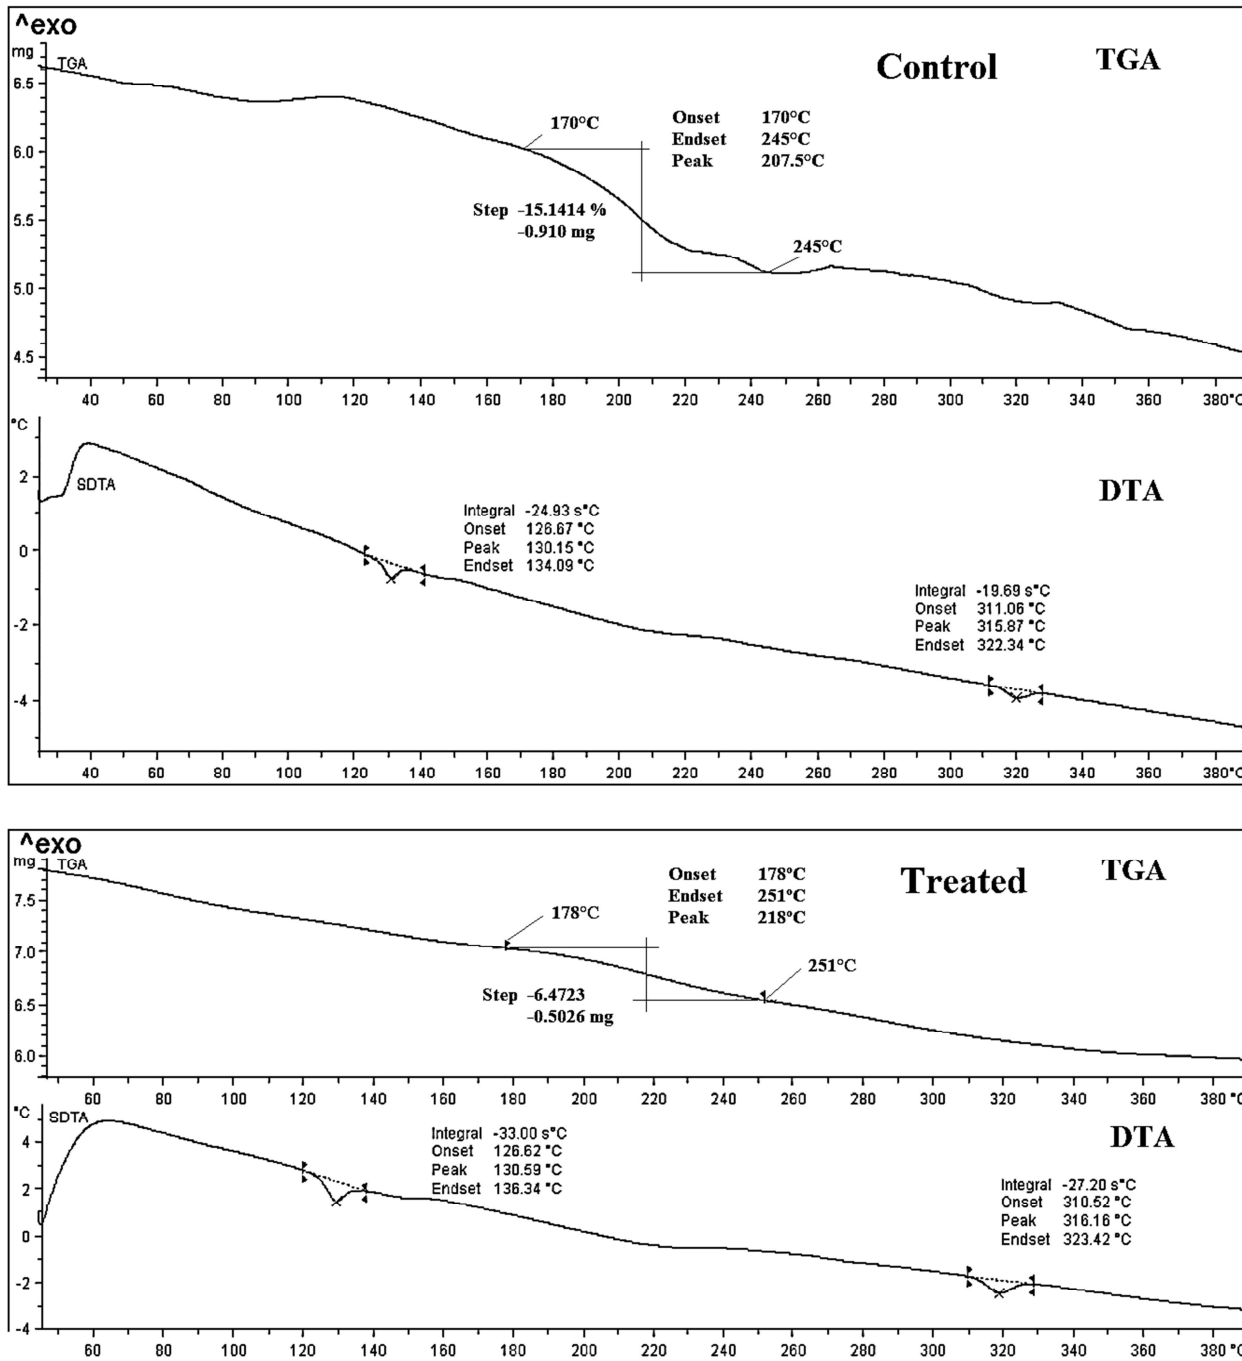 ^exo
mg
TGA
Control
TGA
6.5
6.0
5.5
5.0
4.5
170°C
Onset 170°C
Endset 245°C
Peak 207.5°C
Step -15.1414 %
-0.910 mg
245°C
40 60 80 100 120 140 160 180 200 220 240 260 280 300 320 340 360 380°C
°C
SDTA
DTA
2
0
-2
-4
Integral -24.93 s°C
Onset 126.67 °C
Peak 130.15 °C
Endset 134.09 °C
Integral -19.69 s°C
Onset 311.06 °C
Peak 315.87 °C
Endset 322.34 °C
40 60 80 100 120 140 160 180 200 220 240 260 280 300 320 340 360 380°C
^exo
mg
TGA
Treated
TGA
7.5
7.0
6.5
6.0
178°C
Onset 178°C
Endset 251°C
Peak 218°C
Step -6.4723
-0.5026 mg
251°C
60 80 100 120 140 160 180 200 220 240 260 280 300 320 340 360 380 °C
°C
SDTA
DTA
4
2
0
-2
-4
Integral -33.00 s°C
Onset 126.62 °C
Peak 130.59 °C
Endset 136.34 °C
Integral -27.20 s°C
Onset 310.52 °C
Peak 316.16 °C
Endset 323.42 °C
60 80 100 120 140 160 180 200 220 240 260 280 300 320 340 360 380 °C